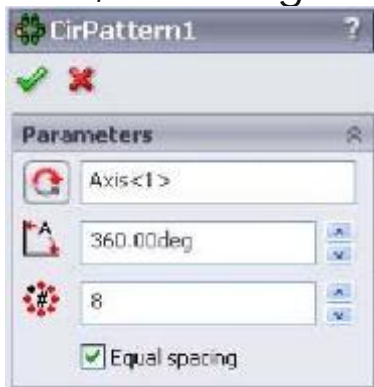 CirPattern1 ?
Parameters
Axis<1>
A
360.00deg
#
8
Equal spacing